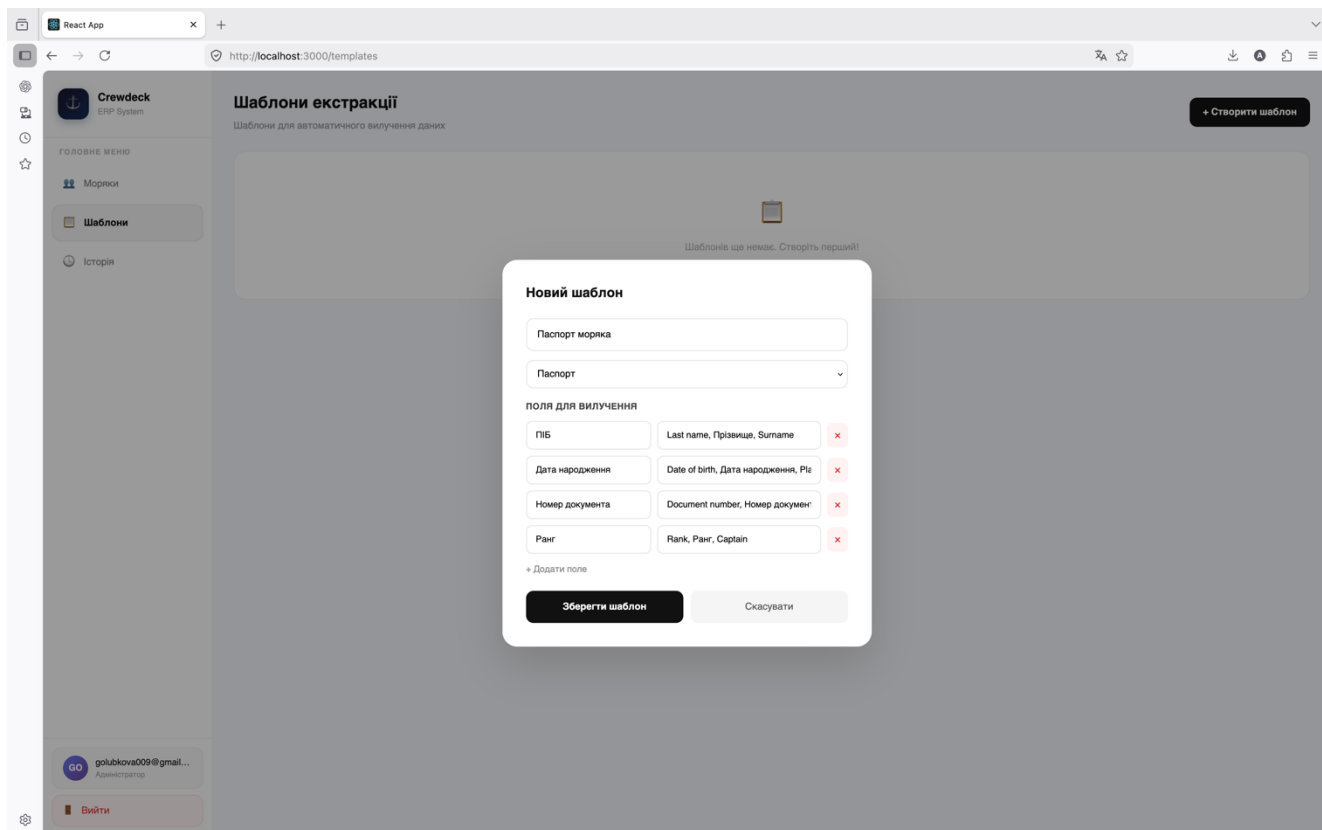 React App
http://localhost:3000/templates
Crewdeck
ERP System
ГОЛОВНЕ МЕНЮ
Моряки
Шаблони
Історія
Шаблони екстракції
Шаблони для автоматичного вилучення даних
+ Створити шаблон
Шаблонів ще немає. Створіть перший!
Новий шаблон
Паспорт моряка
Паспорт
ПОЛЯ ДЛЯ ВИЛУЧЕННЯ
ПІБ Last name, Прізвище, Surname
Дата народження Date of birth, Дата народження, Pla
Номер документа Document number, Номер документ
Ранг Rank, Ранг, Captain
+ Додати поле
Зберегти шаблон Скасувати
GO golubkova009@gmail...
Адміністратор
Вийти